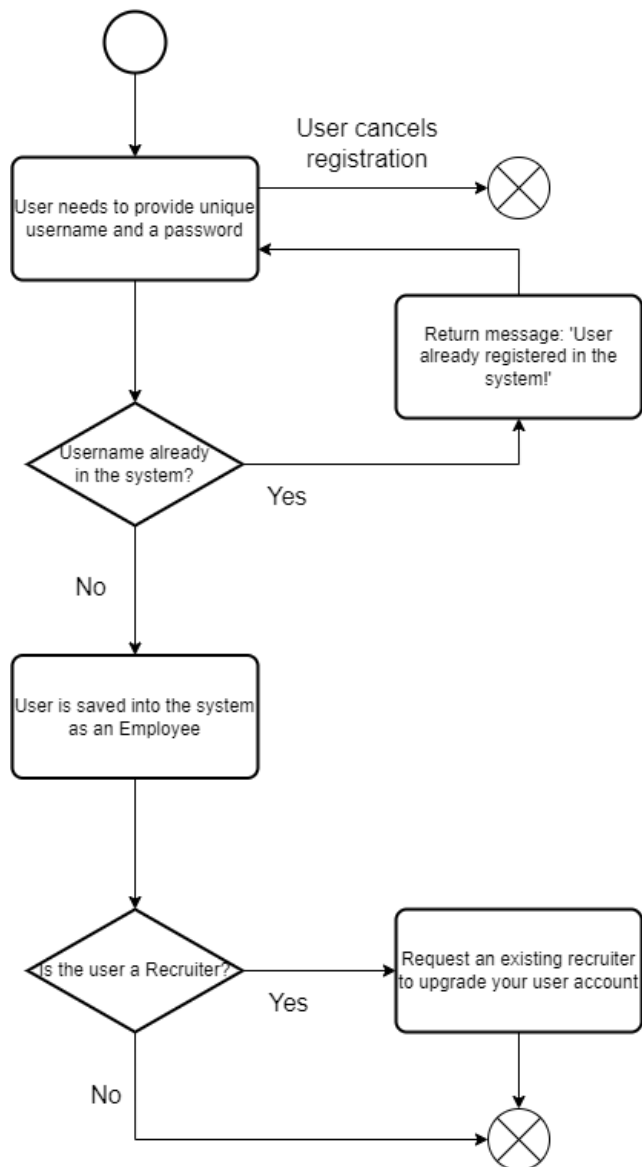 User cancels
registration
User needs to provide unique
username and a password
Return message: 'User
already registered in the
system!'
Username already
in the system?
Yes
No
User is saved into the system
as an Employee
Is the user a Recruiter?
Yes
Request an existing recruiter
to upgrade your user account
No